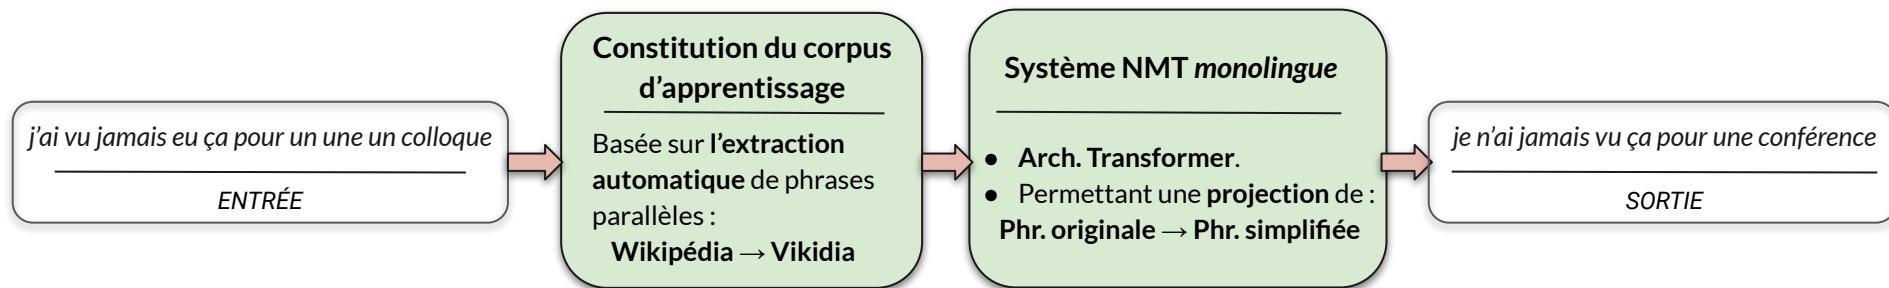 j'ai vu jamais eu ça pour un une un colloque
ENTRÉE
Constitution du corpus
d'apprentissage
Basée sur l'extraction
automatique de phrases
parallèles :
Wikipédia → Vikidia
Système NMT monolingue
● Arch. Transformer.
● Permettant une projection de :
Phr. originale → Phr. simplifiée
je n'ai jamais vu ça pour une conférence
SORTIE